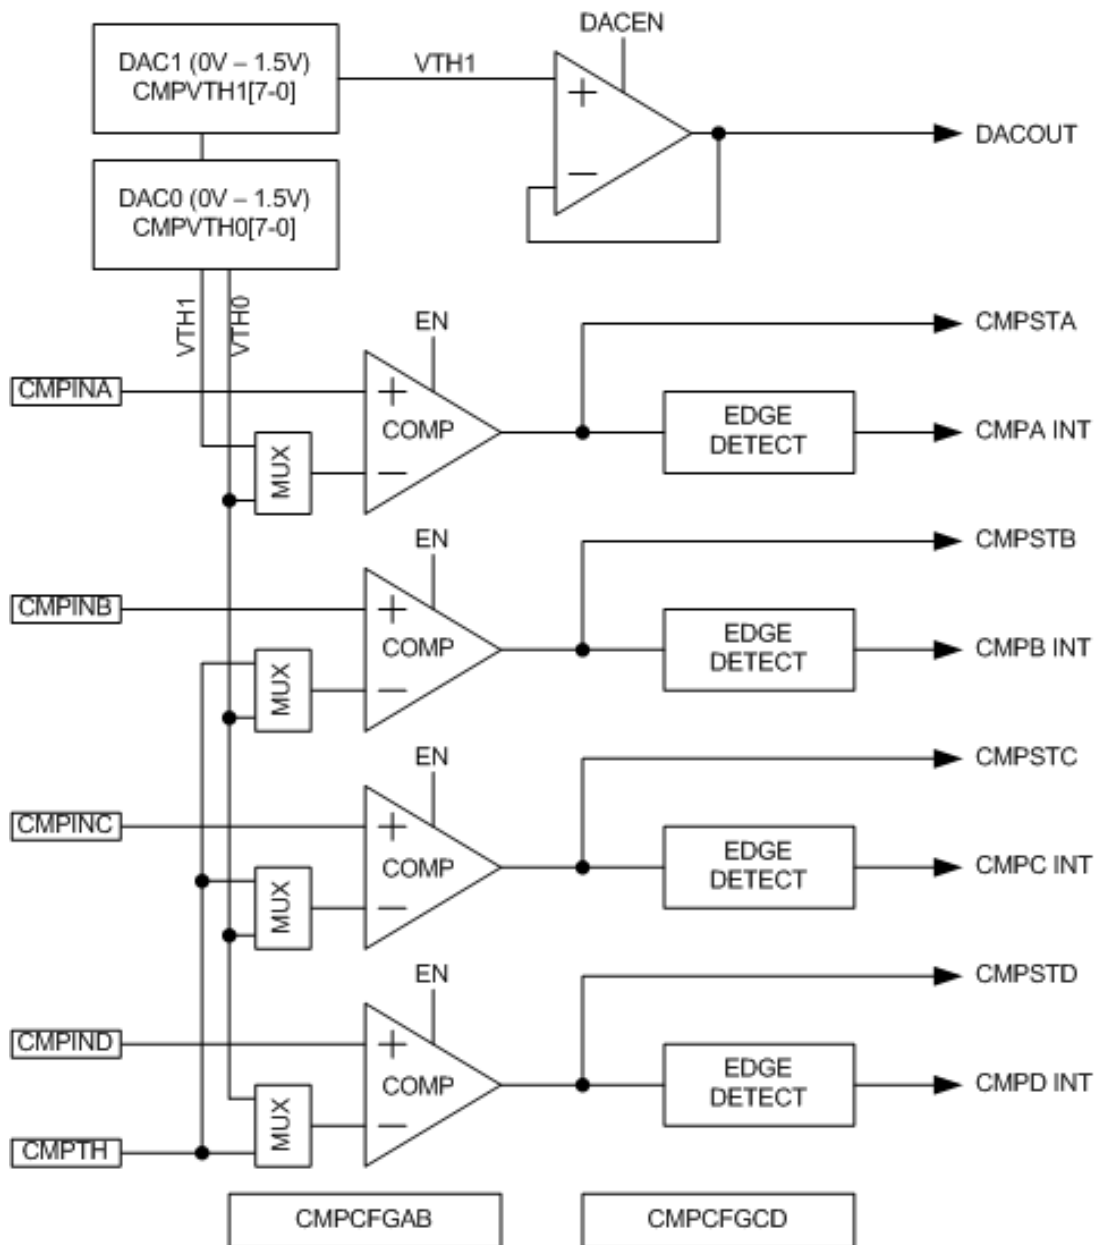 DACEN
DAC1 (0V – 1.5V)
CMPVTH1[7-0]
VTH1
+
−
DACOUT
DAC0 (0V – 1.5V)
CMPVTH0[7-0]
VTH1
VTH0
EN
CMPSTA
CMPINA
+
COMP
−
MUX
EDGE
DETECT
CMPA INT
EN
CMPSTB
CMPINB
+
COMP
−
MUX
EDGE
DETECT
CMPB INT
EN
CMPSTC
CMPINC
+
COMP
−
MUX
EDGE
DETECT
CMPC INT
EN
CMPSTD
CMPIND
+
COMP
−
MUX
EDGE
DETECT
CMPD INT
CMPTH
CMPCFGAB
CMPCFGCD